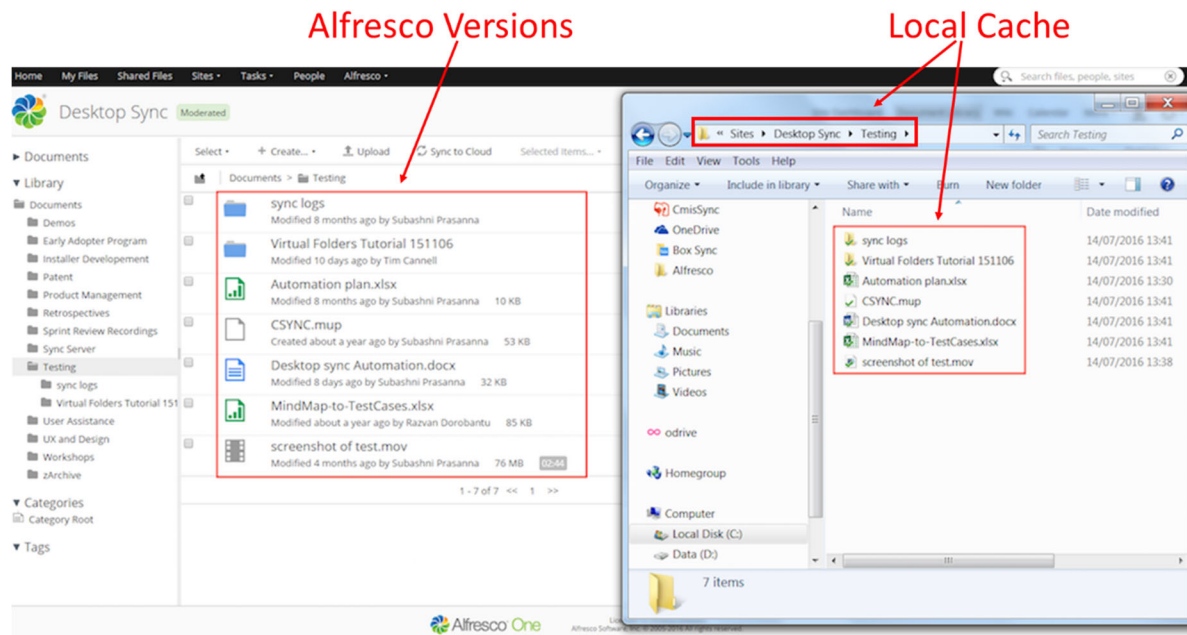 Alfresco Versions
Local Cache
Home My Files Shared Files Sites Tasks People Alfresco
Search files, people, sites
Desktop Sync Moderated
Documents
Library
Documents
Demos
Early Adopter Program
Installer Developement
Patent
Product Management
Retrospectives
Sprint Review Recordings
Sync Server
Testing
sync logs
Virtual Folders Tutorial 151
User Assistance
UX and Design
Workshops
zArchive
Categories
Category Root
Tags
Select + Create... Upload Sync to Cloud Selected Items...
Documents > Testing
sync logs
Modified 8 months ago by Subashni Prasanna
Virtual Folders Tutorial 151106
Modified 10 days ago by Tim Cannell
Automation plan.xlsx
Modified 8 months ago by Subashni Prasanna 10 KB
CSYNC.mup
Created about a year ago by Subashni Prasanna 53 KB
Desktop sync Automation.docx
Modified 8 days ago by Subashni Prasanna 32 KB
MindMap-to-TestCases.xlsx
Modified about a year ago by Razvan Dorobantu 85 KB
screenshot of test.mov
Modified 4 months ago by Subashni Prasanna 76 MB 02:44
1 - 7 of 7 << 1 >>
« Sites Desktop Sync Testing
Search Testing
File Edit View Tools Help
Organize Include in library Share with Burn New folder
CmisSync
OneDrive
Box Sync
Alfresco
Libraries
Documents
Music
Pictures
Videos
odrive
Homegroup
Computer
Local Disk (C:)
Data (D:)
Name Date modified
sync logs 14/07/2016 13:41
Virtual Folders Tutorial 151106 14/07/2016 13:41
Automation plan.xlsx 14/07/2016 13:30
CSYNC.mup 14/07/2016 13:41
Desktop sync Automation.docx 14/07/2016 13:41
MindMap-to-TestCases.xlsx 14/07/2016 13:41
screenshot of test.mov 14/07/2016 13:38
7 items
Alfresco One
Alfresco Software, Inc. © 2005-2016 All rights reserved.